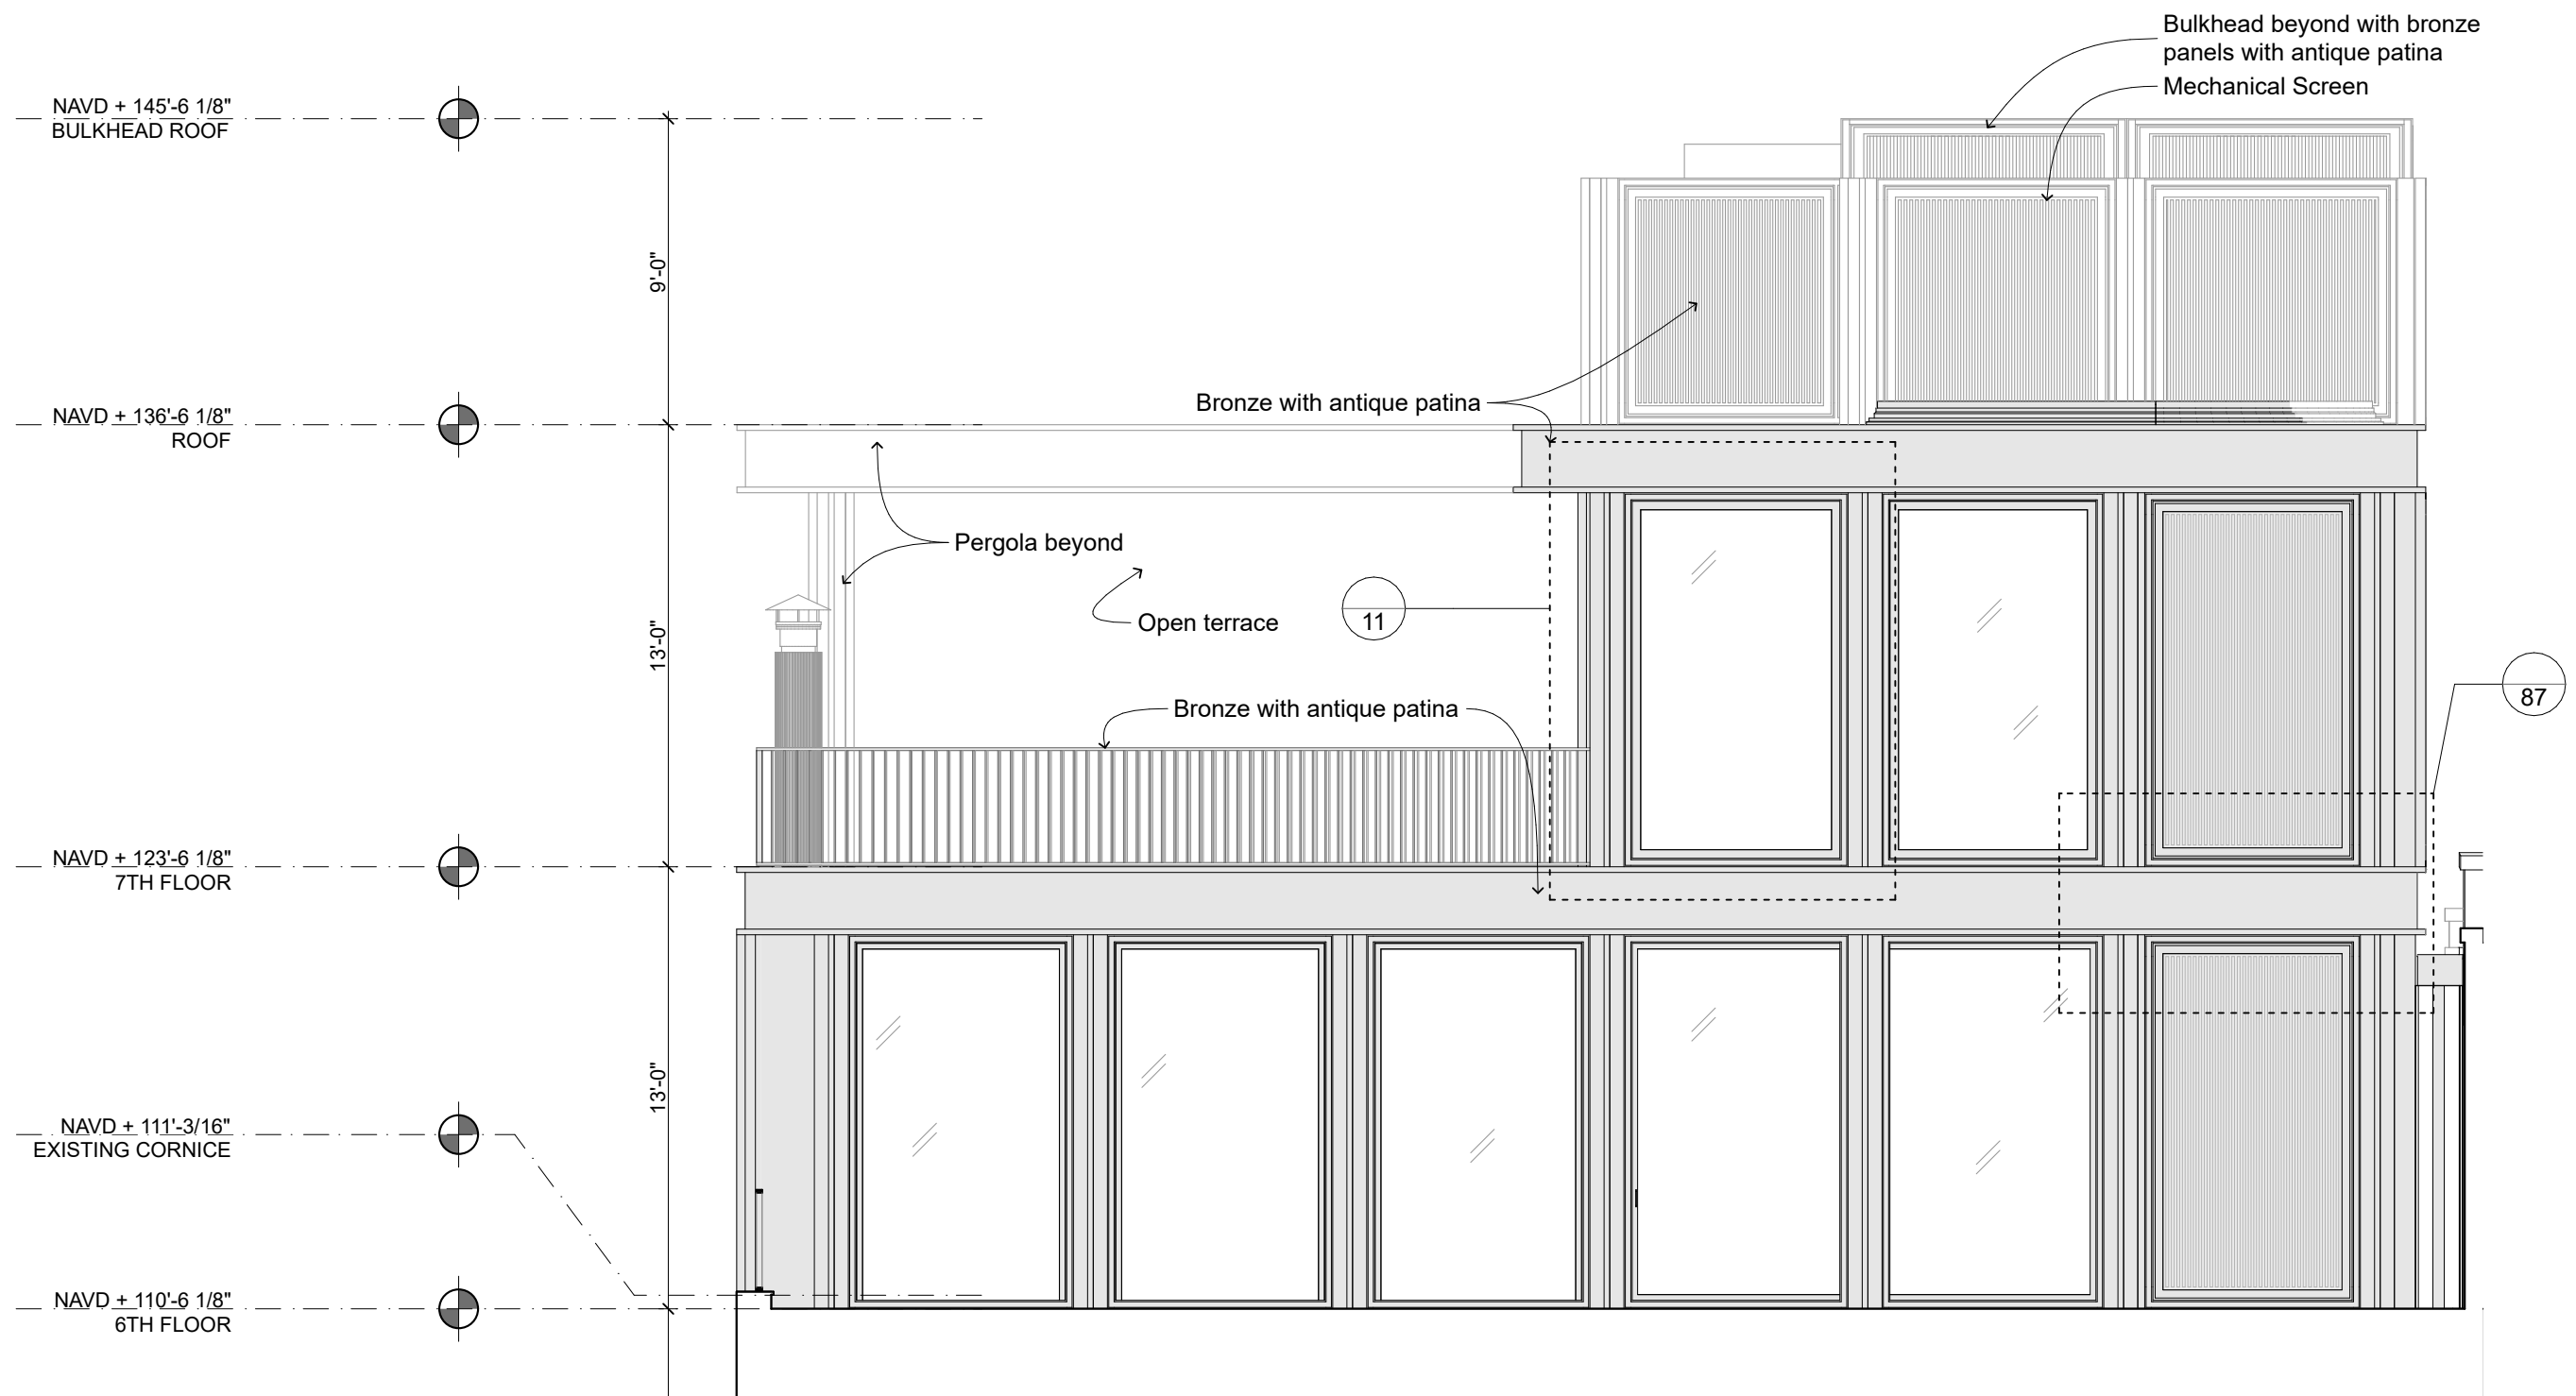 Bulkhead beyond with bronze
panels with antique patina
Mechanical Screen
NAVD + 145'-6 1/8"
BULKHEAD ROOF
9'-0"
NAVD + 136'-6 1/8"
ROOF
Bronze with antique patina
Pergola beyond
Open terrace
11
13'-0"
87
Bronze with antique patina
NAVD + 123'-6 1/8"
7TH FLOOR
13'-0"
NAVD + 111'-3/16"
EXISTING CORNICE
NAVD + 110'-6 1/8"
6TH FLOOR